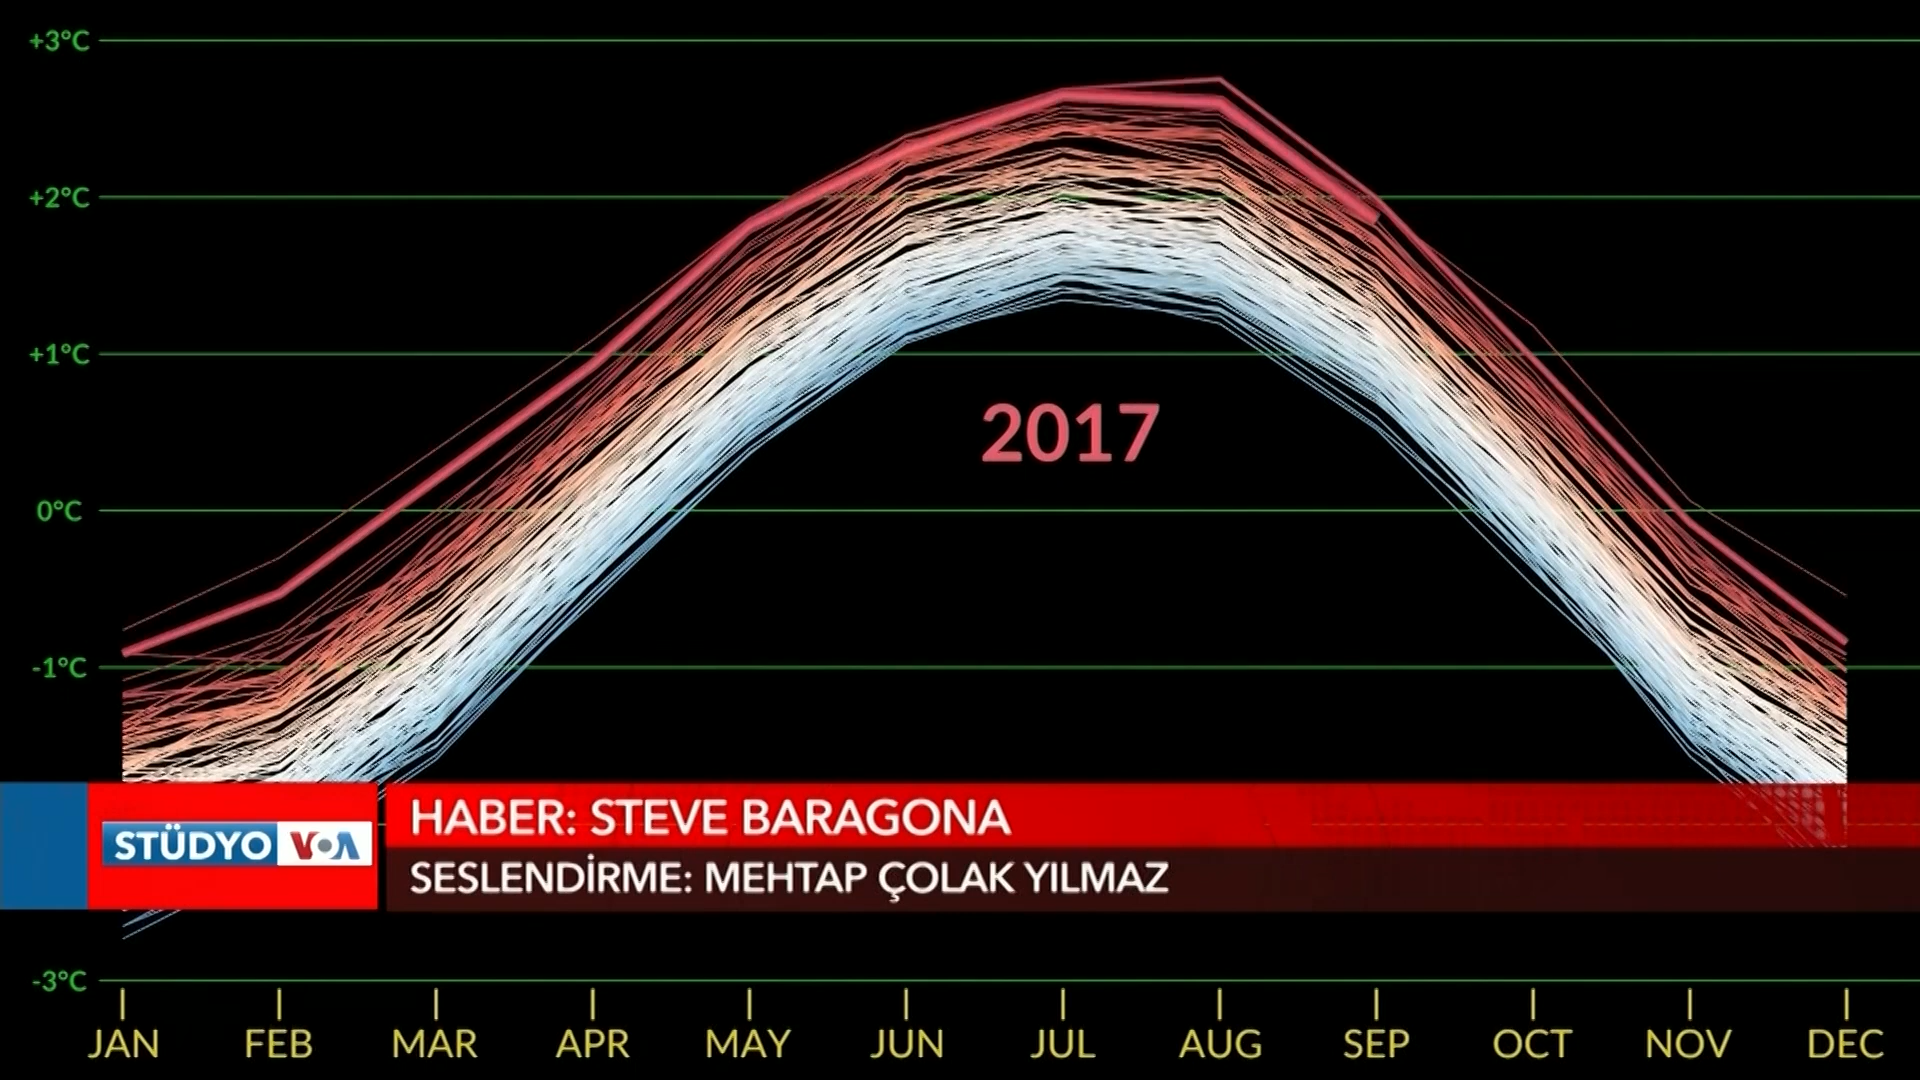 +3°C
+2°C
+1°C
0°C
-1°C
-3°C
2017
STÜDYO VOA
HABER: STEVE BARAGONA
SESLENDİRME: MEHTAP ÇOLAK YILMAZ
JAN FEB MAR APR MAY JUN JUL AUG SEP OCT NOV DEC